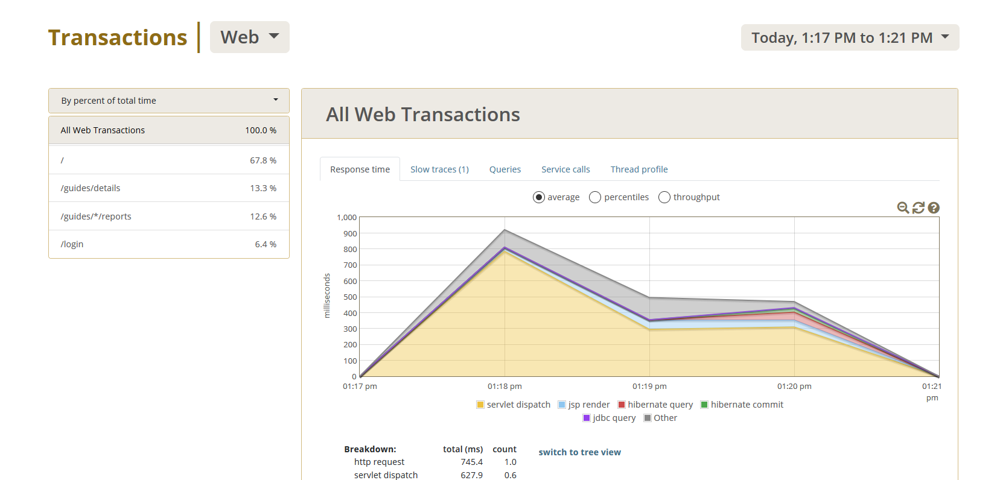 Transactions Web
Today, 1:17 PM to 1:21 PM
By percent of total time
All Web Transactions 100.0 %
/ 67.8 %
/guides/details 13.3 %
/guides/*/reports 12.6 %
/login 6.4 %
All Web Transactions
Response time Slow traces (1) Queries Service calls Thread profile
average percentiles throughput
1,000
900
800
700
600
500
400
300
200
100
0
milliseconds
01:17 pm 01:18 pm 01:19 pm 01:20 pm 01:21
pm
servlet dispatch jsp render hibernate query hibernate commit
jdbc query Other
Breakdown: total (ms) count switch to tree view
http request 745.4 1.0
servlet dispatch 627.9 0.6